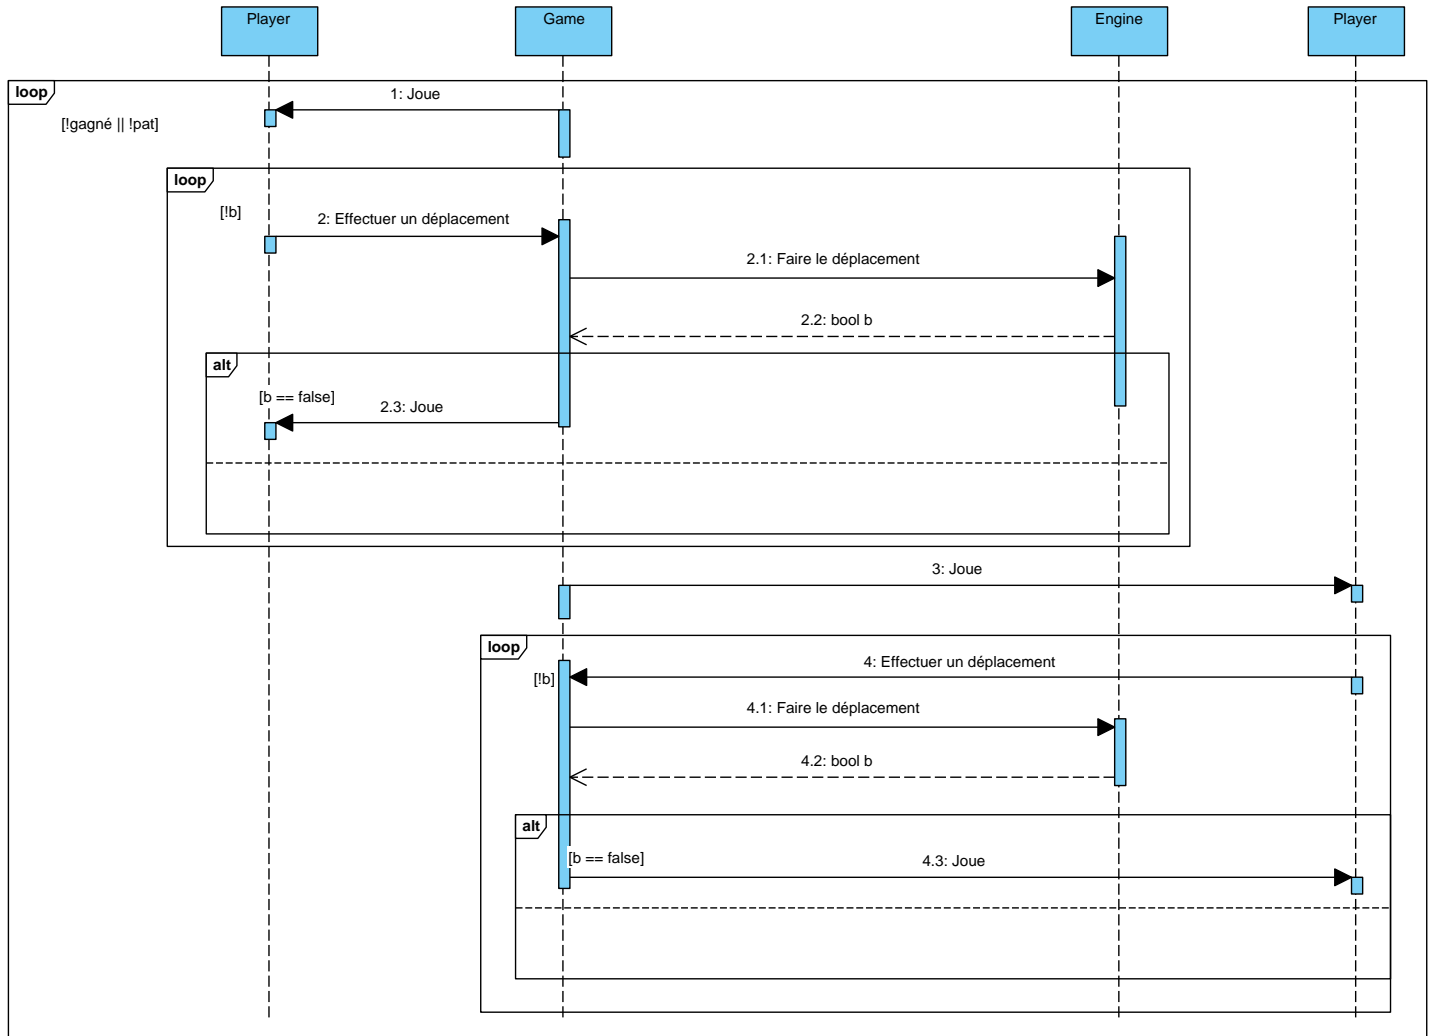 Player
Game
Engine
Player
loop
1: Joue
[!gagné || !pat]
loop
[!b]
2: Effectuer un déplacement
2.1: Faire le déplacement
2.2: bool b
alt
[b == false]
2.3: Joue
3: Joue
loop
4: Effectuer un déplacement
[!b]
4.1: Faire le déplacement
4.2: bool b
alt
[b == false]
4.3: Joue